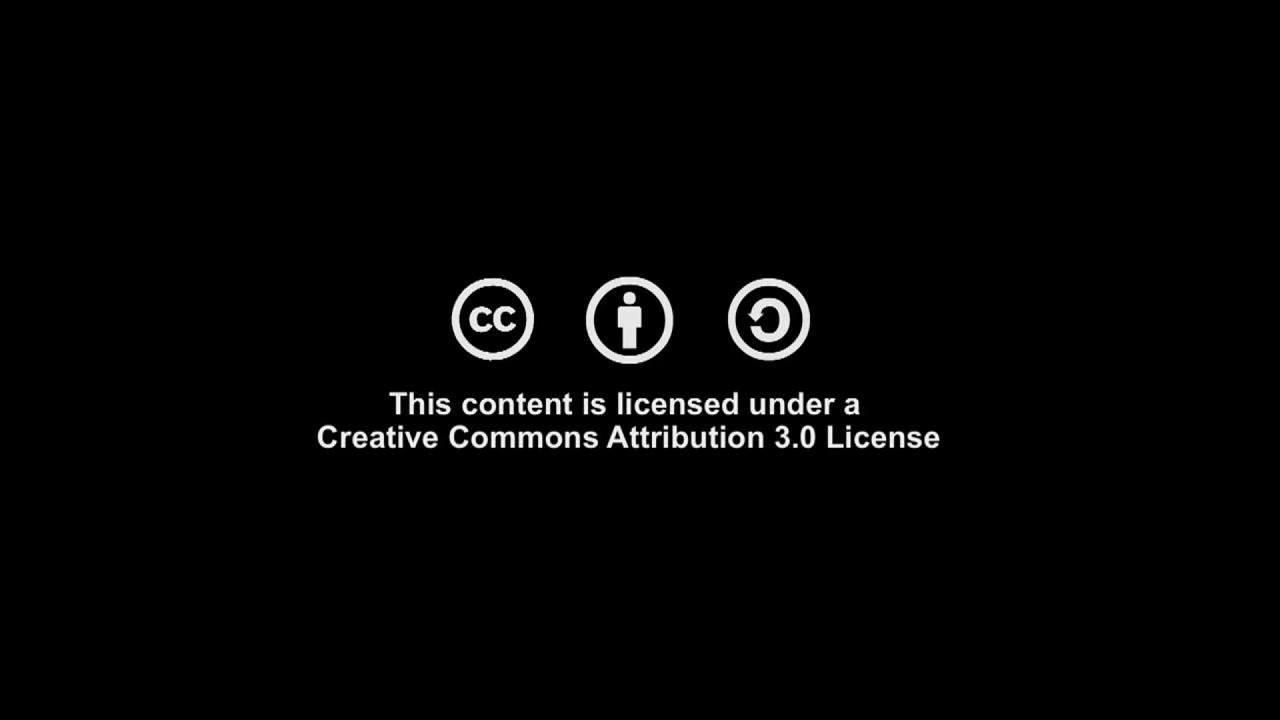 cc
This content is licensed under a
Creative Commons Attribution 3.0 License